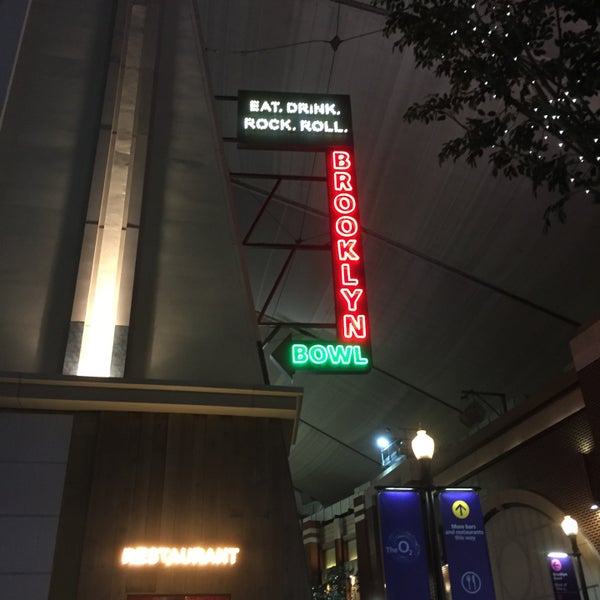 EAT. DRINK.
ROCK. ROLL.
BROOKLYN
BOWL
RESTAURANT
The O2
More bars
and restaurants
this way